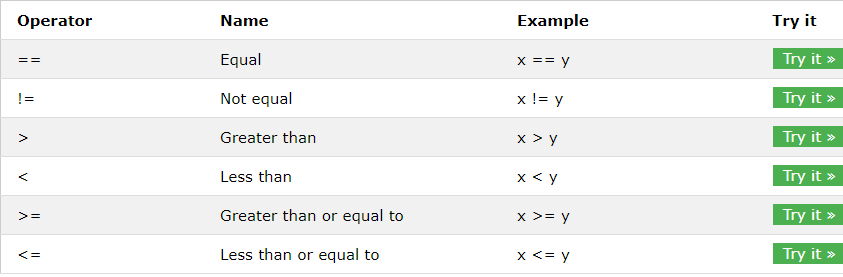 Operator Name Example Try it
== Equal x == y Try it »
!= Not equal x != y Try it »
> Greater than x > y Try it »
< Less than x < y Try it »
>= Greater than or equal to x >= y Try it »
<= Less than or equal to x <= y Try it »